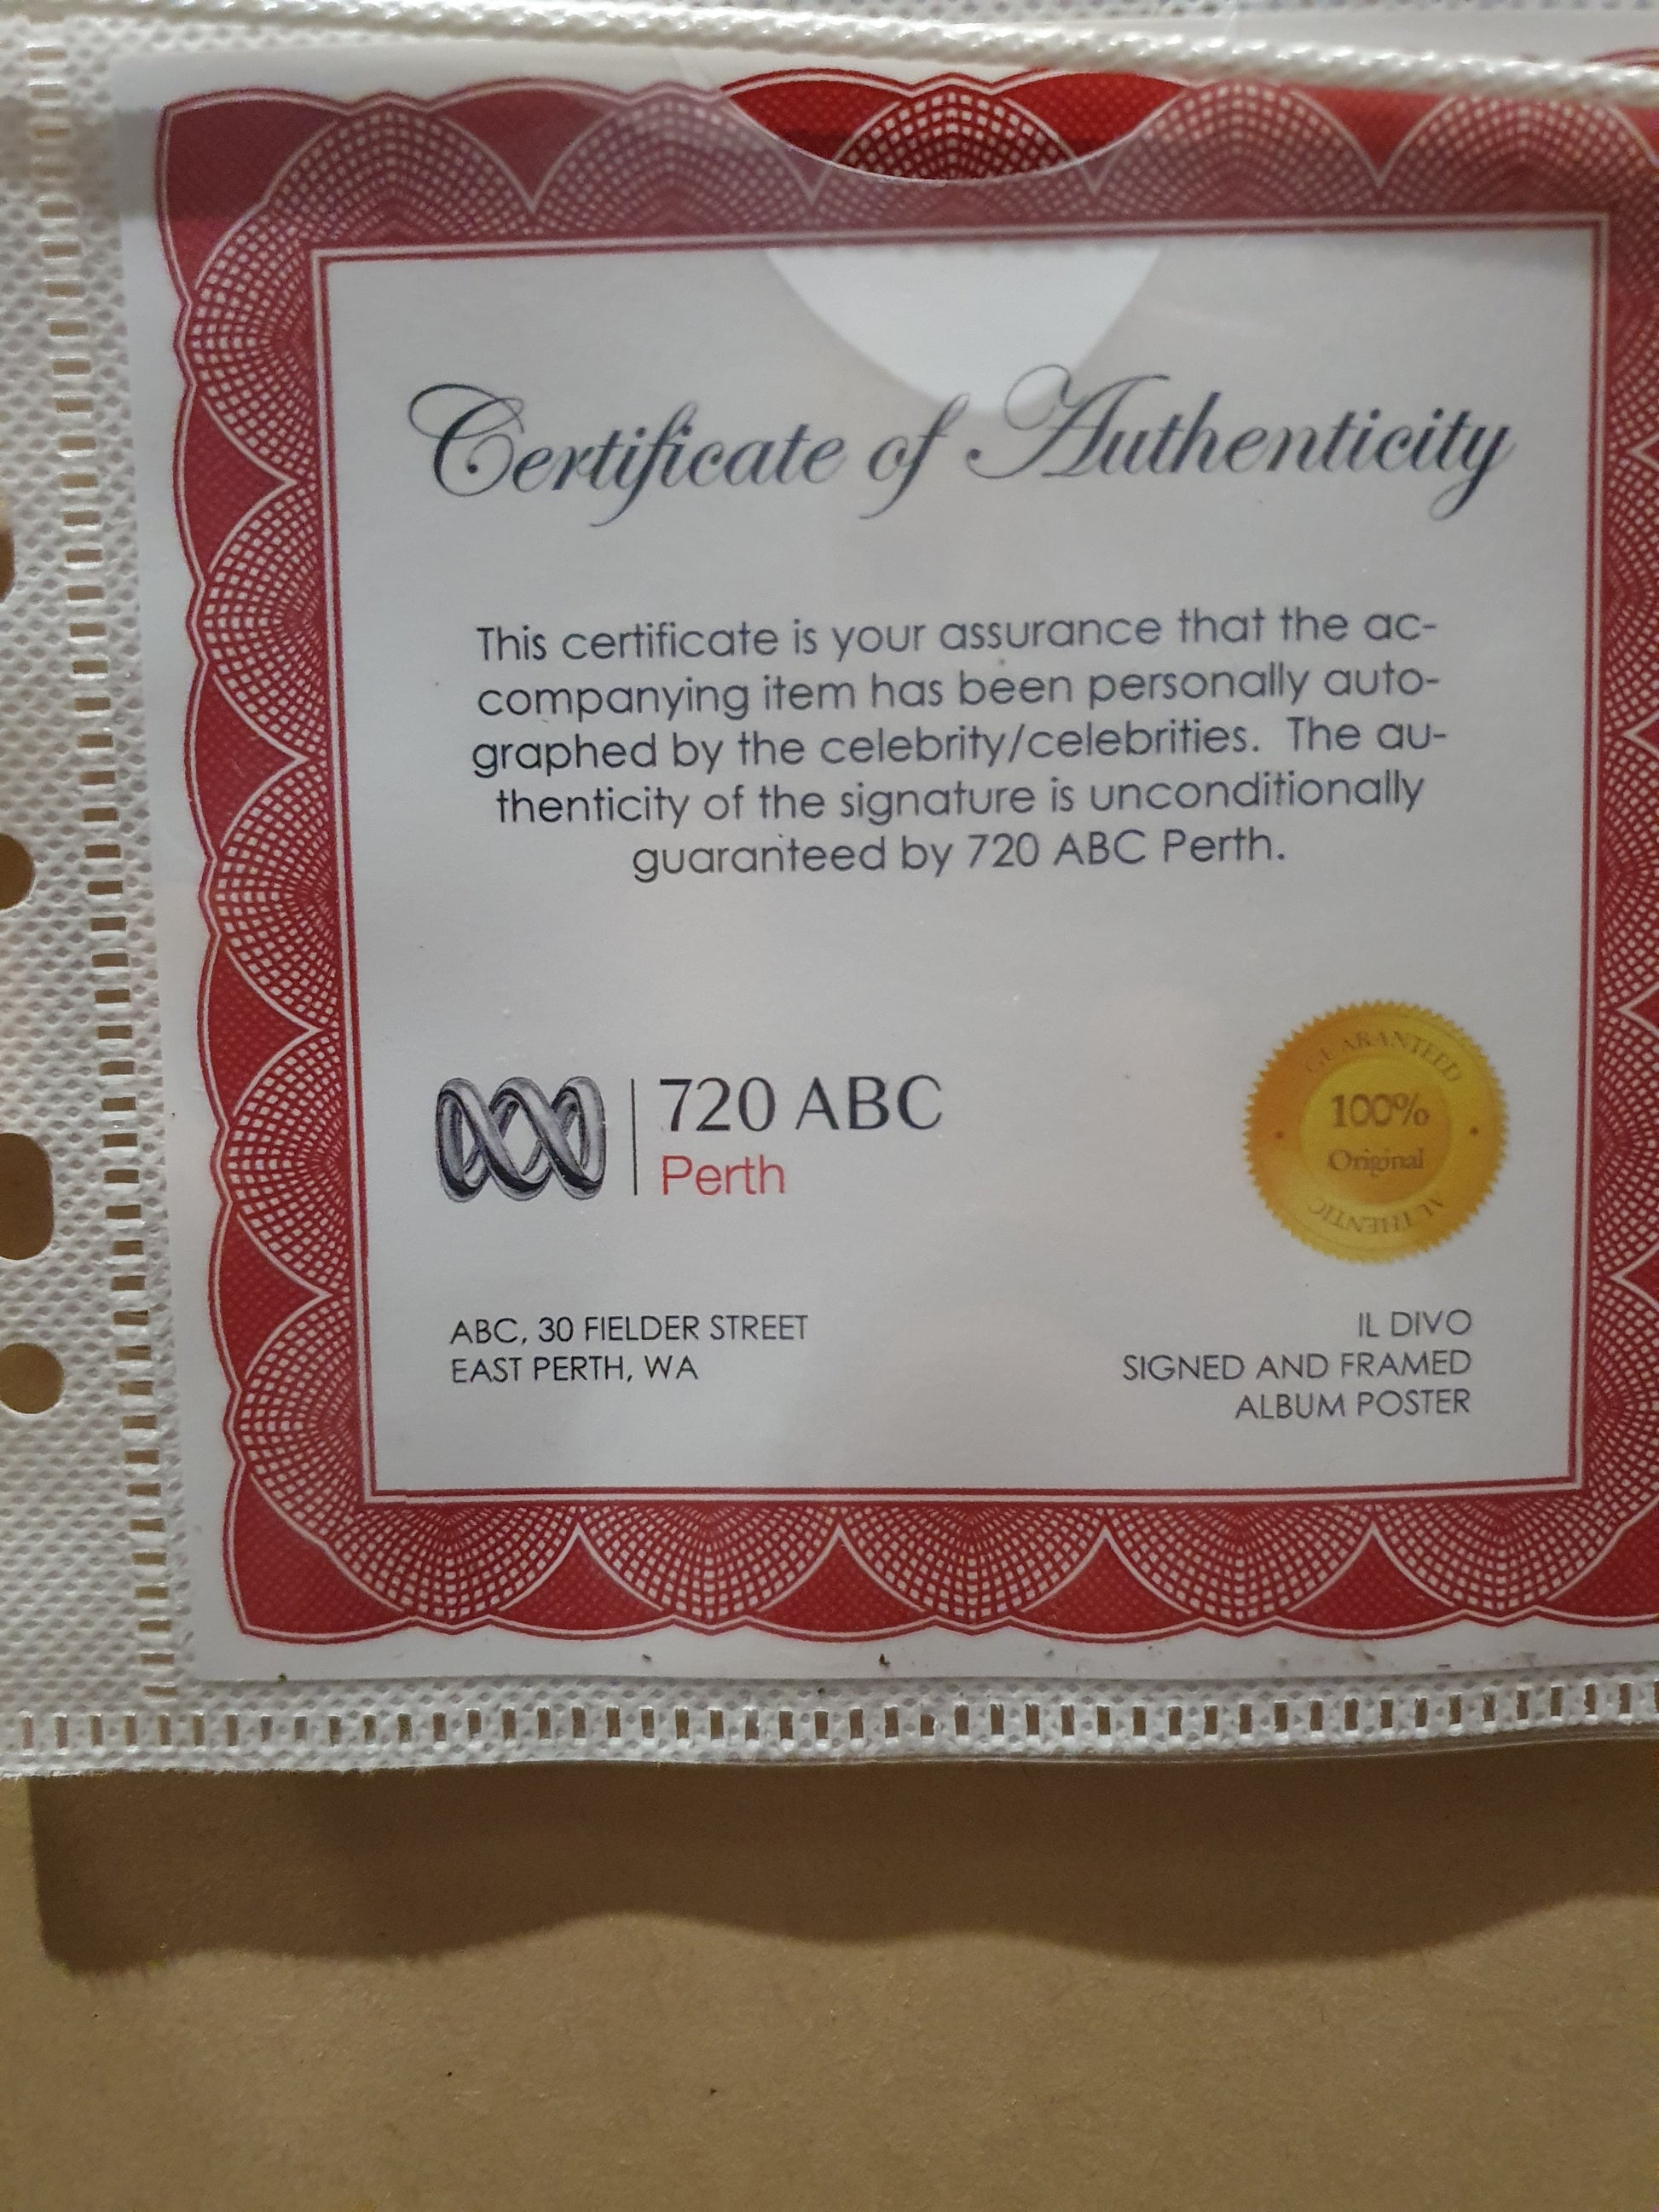 Certificate of Authenticity
This certificate is your assurance that the ac-
companying item has been personally auto-
graphed by the celebrity/celebrities.  The au-
thenticity of the signature is unconditionally
guaranteed by 720 ABC Perth.
720 ABC
Perth
GUARANTEED
100%
Original
AUTHENTIC
ABC, 30 FIELDER STREET
EAST PERTH, WA
IL DIVO
SIGNED AND FRAMED
ALBUM POSTER